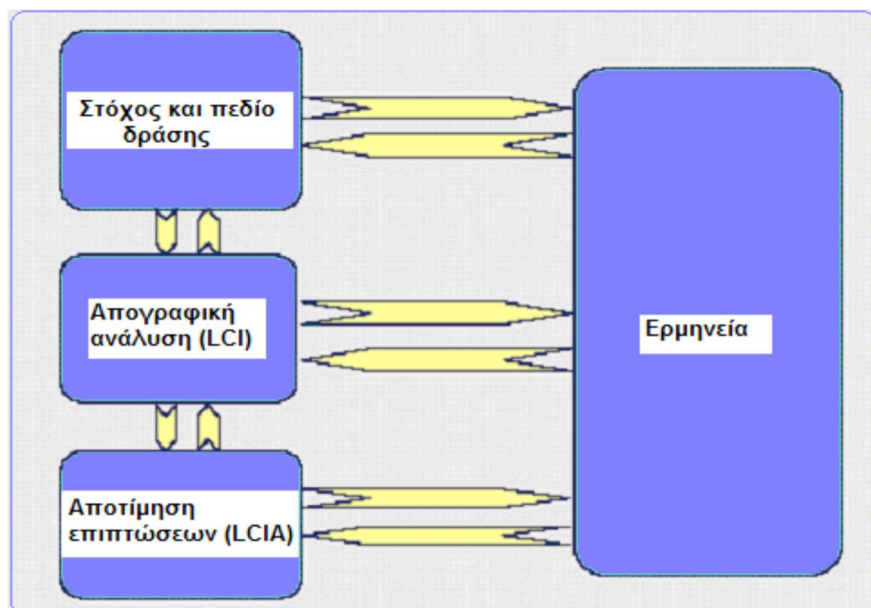 Στόχος και πεδίο
δράσης
Απογραφική
ανάλυση (LCI)
Ερμηνεία
Αποτίμηση
επιπτώσεων (LCIA)